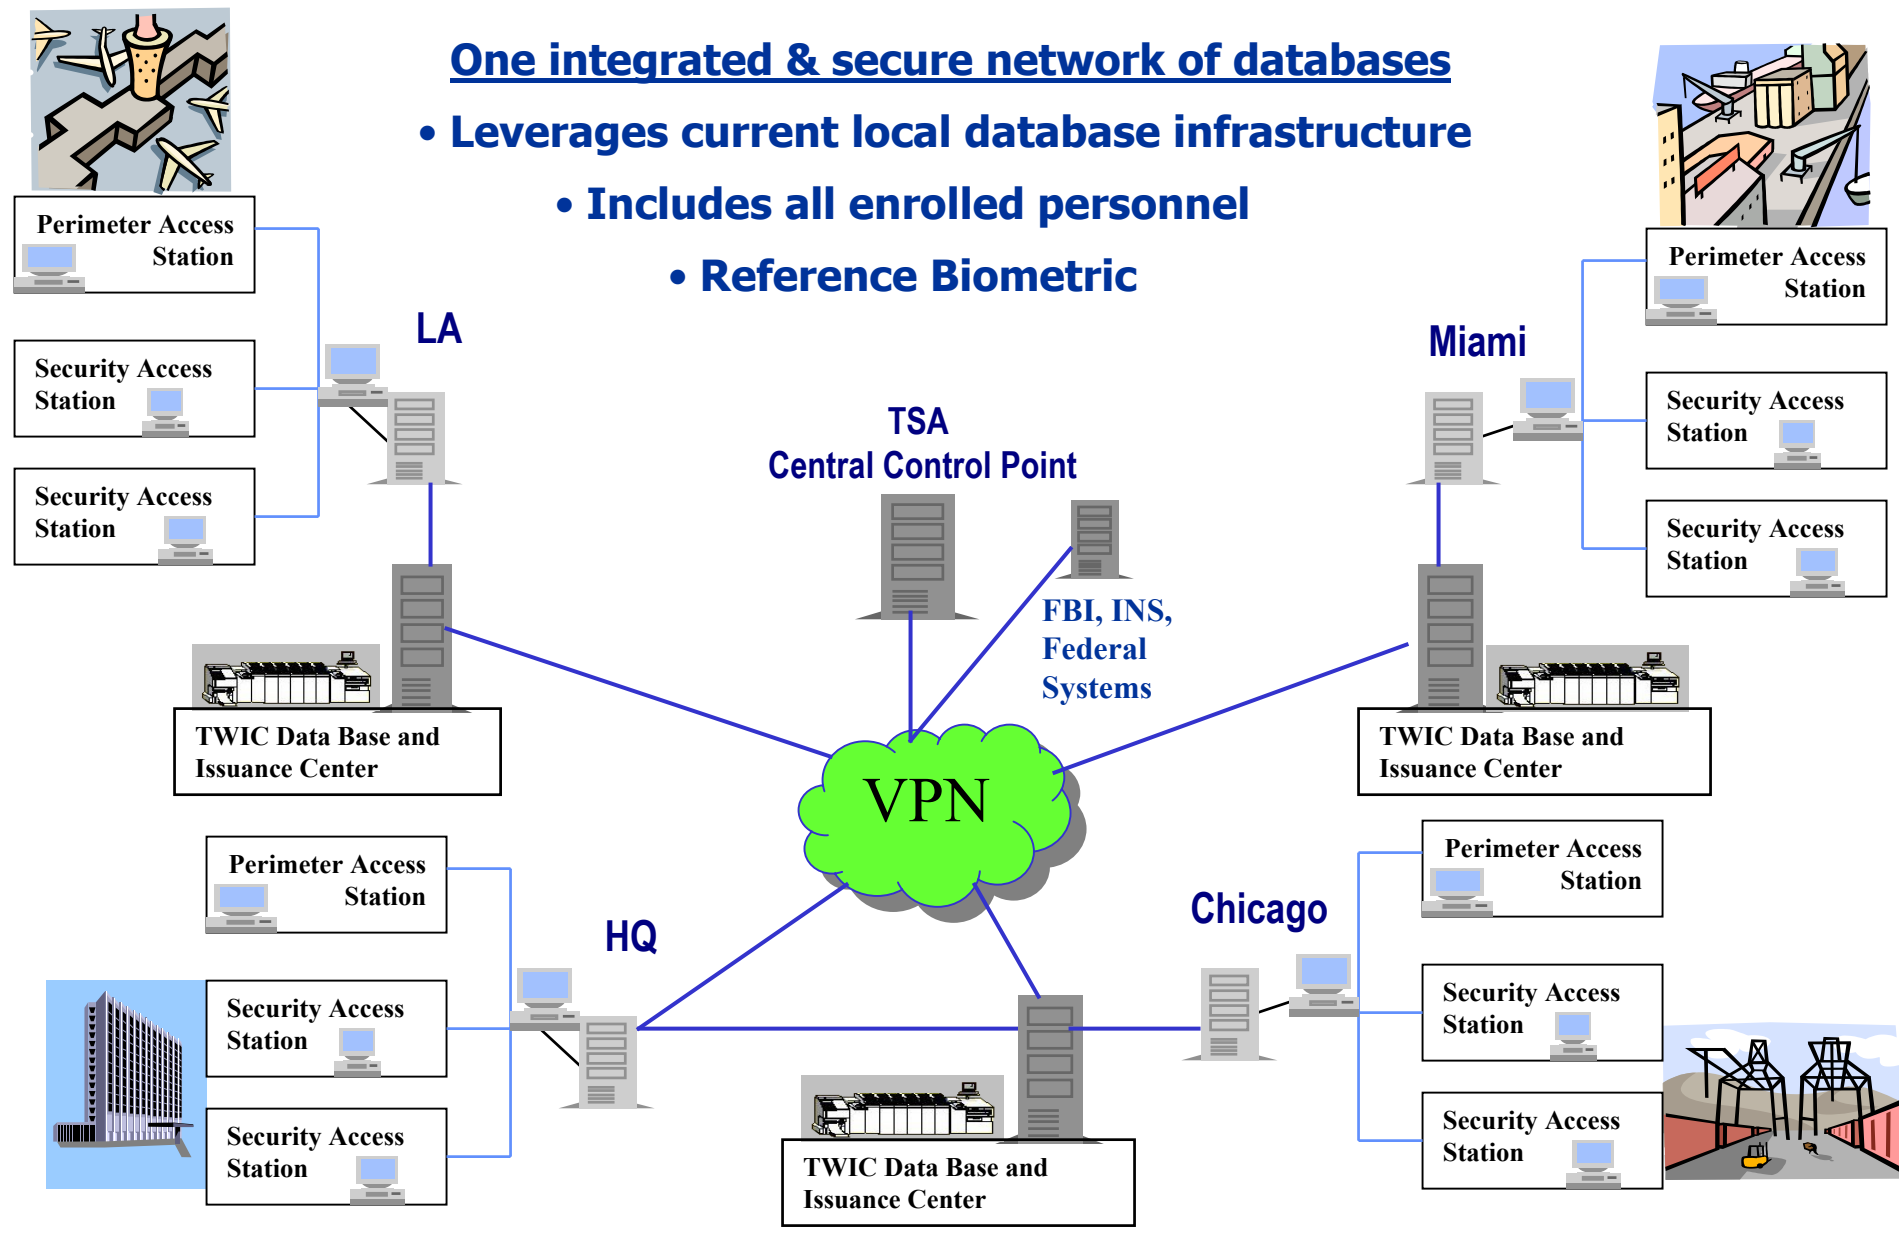 One integrated & secure network of databases
• Leverages current local database infrastructure
• Includes all enrolled personnel
• Reference Biometric
Perimeter Access
Station
Security Access
Station
Security Access
Station
LA
TWIC Data Base and
Issuance Center
TSA
Central Control Point
FBI, INS,
Federal
Systems
Miami
Perimeter Access
Station
Security Access
Station
Security Access
Station
TWIC Data Base and
Issuance Center
VPN
Perimeter Access
Station
Security Access
Station
Security Access
Station
HQ
TWIC Data Base and
Issuance Center
Chicago
Perimeter Access
Station
Security Access
Station
Security Access
Station